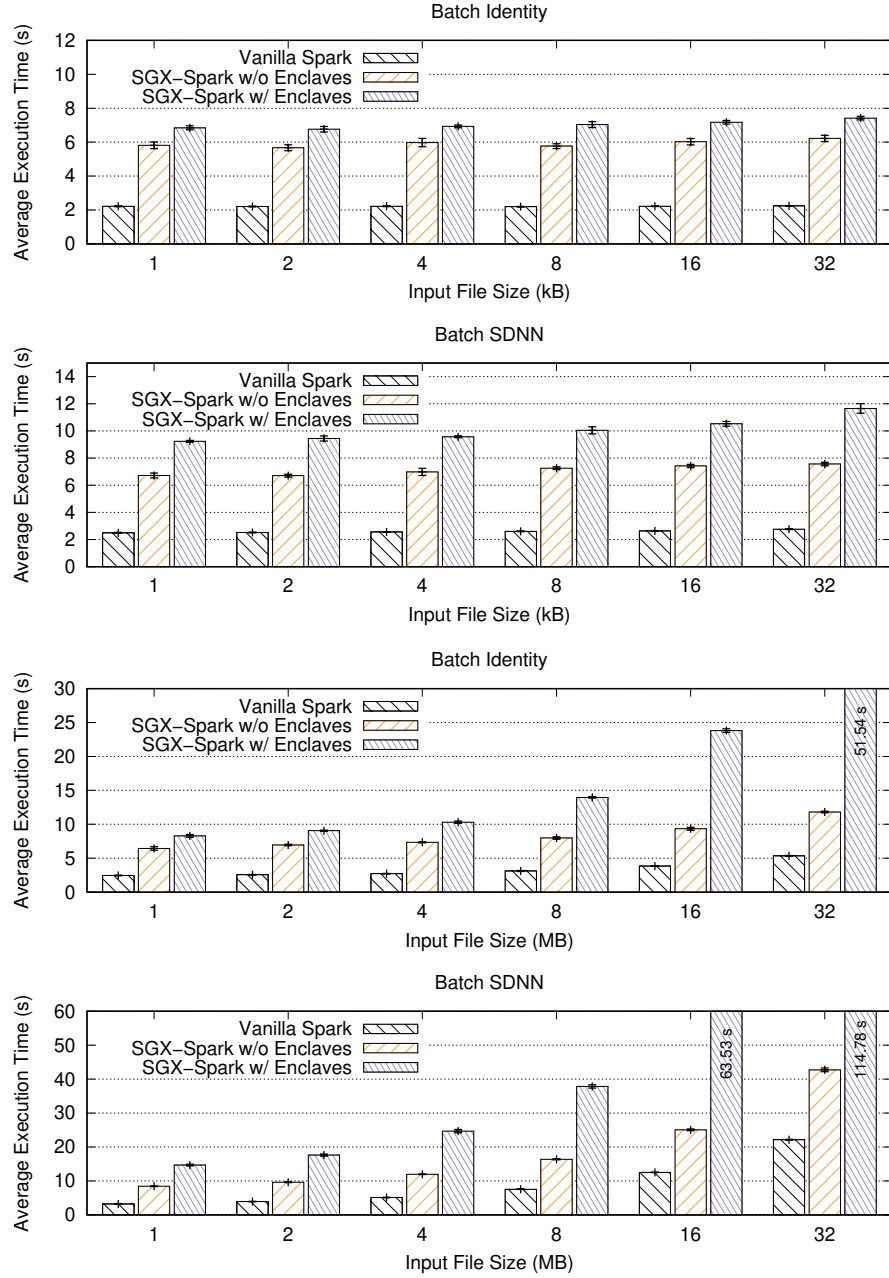 Batch Identity
Average Execution Time (s)
12
10
8
6
4
2
0
Vanilla Spark
SGX-Spark w/o Enclaves
SGX-Spark w/ Enclaves
1 2 4 8 16 32
Input File Size (kB)
Batch SDNN
Average Execution Time (s)
14
12
10
8
6
4
2
0
Vanilla Spark
SGX-Spark w/o Enclaves
SGX-Spark w/ Enclaves
1 2 4 8 16 32
Input File Size (kB)
Batch Identity
Average Execution Time (s)
30
25
20
15
10
5
0
Vanilla Spark
SGX-Spark w/o Enclaves
SGX-Spark w/ Enclaves
51.54 s
1 2 4 8 16 32
Input File Size (MB)
Batch SDNN
Average Execution Time (s)
60
50
40
30
20
10
0
Vanilla Spark
SGX-Spark w/o Enclaves
SGX-Spark w/ Enclaves
63.53 s
114.78 s
1 2 4 8 16 32
Input File Size (MB)